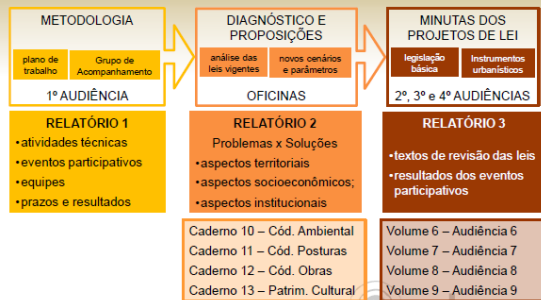 METODOLOGIA
plano de
trabalho
Grupo de
Acompanhamento
1º AUDIÊNCIA
DIAGNÓSTICO E
PROPOSIÇÕES
análise das
leis vigentes
novos cenários
e parâmetros
OFICINAS
MINUTAS DOS
PROJETOS DE LEI
legislação
básica
Instrumentos
urbanísticos
2º, 3º e 4º AUDIÊNCIAS
RELATÓRIO 1
•atividades técnicas
•eventos participativos
•equipes
•prazos e resultados
RELATÓRIO 2
Problemas x Soluções
•aspectos territoriais
•aspectos socioeconômicos;
•aspectos institucionais
RELATÓRIO 3
•textos de revisão das leis
•resultados dos eventos
participativos
Caderno 10 – Cód. Ambiental
Caderno 11 – Cód. Posturas
Caderno 12 – Cód. Obras
Caderno 13 – Patrim. Cultural
Volume 6 – Audiência 6
Volume 7 – Audiência 7
Volume 8 – Audiência 8
Volume 9 – Audiência 9